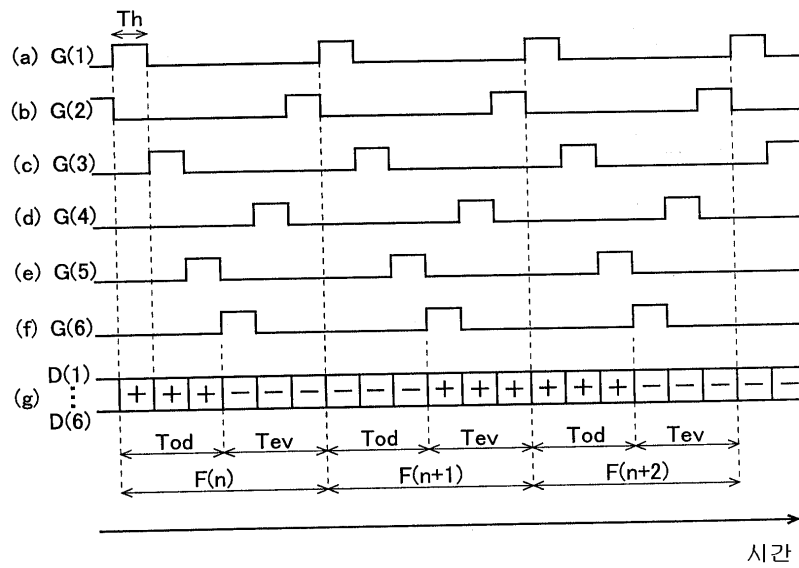 Th
(a) G(1)
(b) G(2)
(c) G(3)
(d) G(4)
(e) G(5)
(f) G(6)
D(1)
(g) ⋮ + + + − − − − − − + + + + + + − − − − −
D(6)
Tod Tev Tod Tev Tod Tev
F(n) F(n+1) F(n+2)
시간